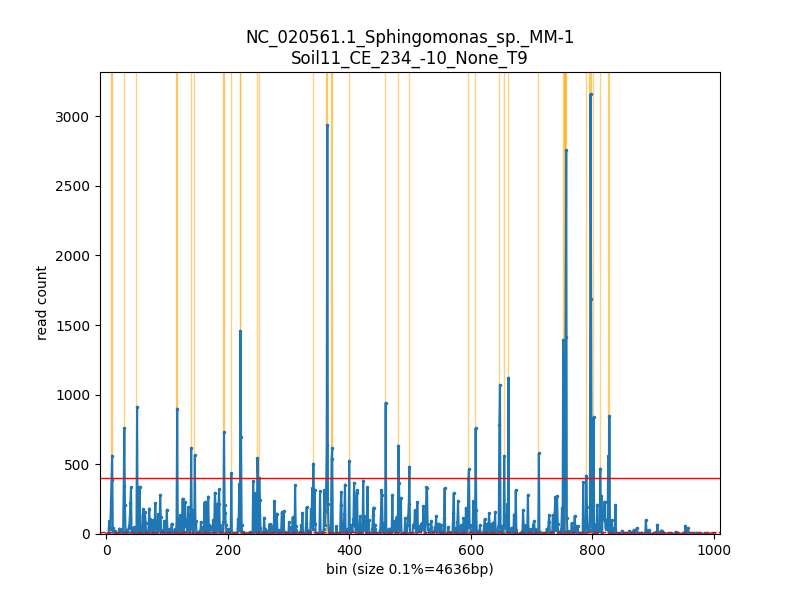 NC_020561.1_Sphingomonas_sp._MM-1
Soil11_CE_234_-10_None_T9
3000
2500
2000
1500
1000
500
0
read count
0 200 400 600 800 1000
bin (size 0.1%=4636bp)